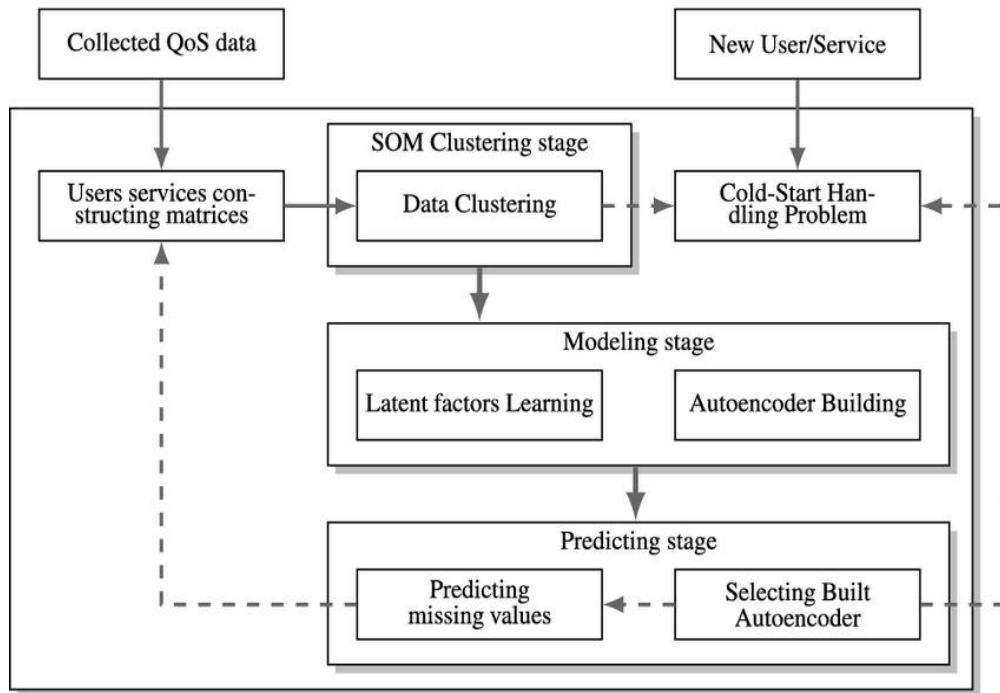 Collected QoS data
New User/Service
SOM Clustering stage
Users services con-
structing matrices
Data Clustering
Cold-Start Han-
dling Problem
Modeling stage
Latent factors Learning
Autoencoder Building
Predicting stage
Predicting
missing values
Selecting Built
Autoencoder